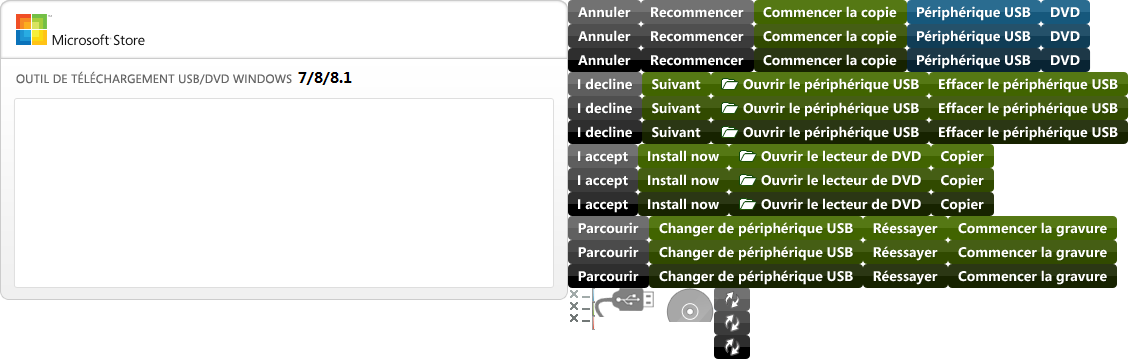 Microsoft Store
OUTIL DE TÉLÉCHARGEMENT USB/DVD WINDOWS 7/8/8.1
Annuler Recommencer Commencer la copie Périphérique USB DVD
Annuler Recommencer Commencer la copie Périphérique USB DVD
Annuler Recommencer Commencer la copie Périphérique USB DVD
I decline Suivant Ouvrir le périphérique USB Effacer le périphérique USB
I decline Suivant Ouvrir le périphérique USB Effacer le périphérique USB
I decline Suivant Ouvrir le périphérique USB Effacer le périphérique USB
I accept Install now Ouvrir le lecteur de DVD Copier
I accept Install now Ouvrir le lecteur de DVD Copier
I accept Install now Ouvrir le lecteur de DVD Copier
Parcourir Changer de périphérique USB Réessayer Commencer la gravure
Parcourir Changer de périphérique USB Réessayer Commencer la gravure
Parcourir Changer de périphérique USB Réessayer Commencer la gravure